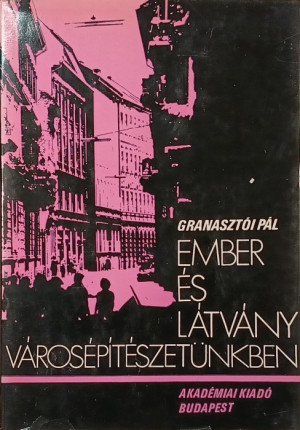 GRANASZTÓI PÁL
EMBER
ÉS
LÁTVÁNY
VÁROSÉPÍTÉSZETÜNKBEN
AKADÉMIAI KIADÓ
BUDAPEST